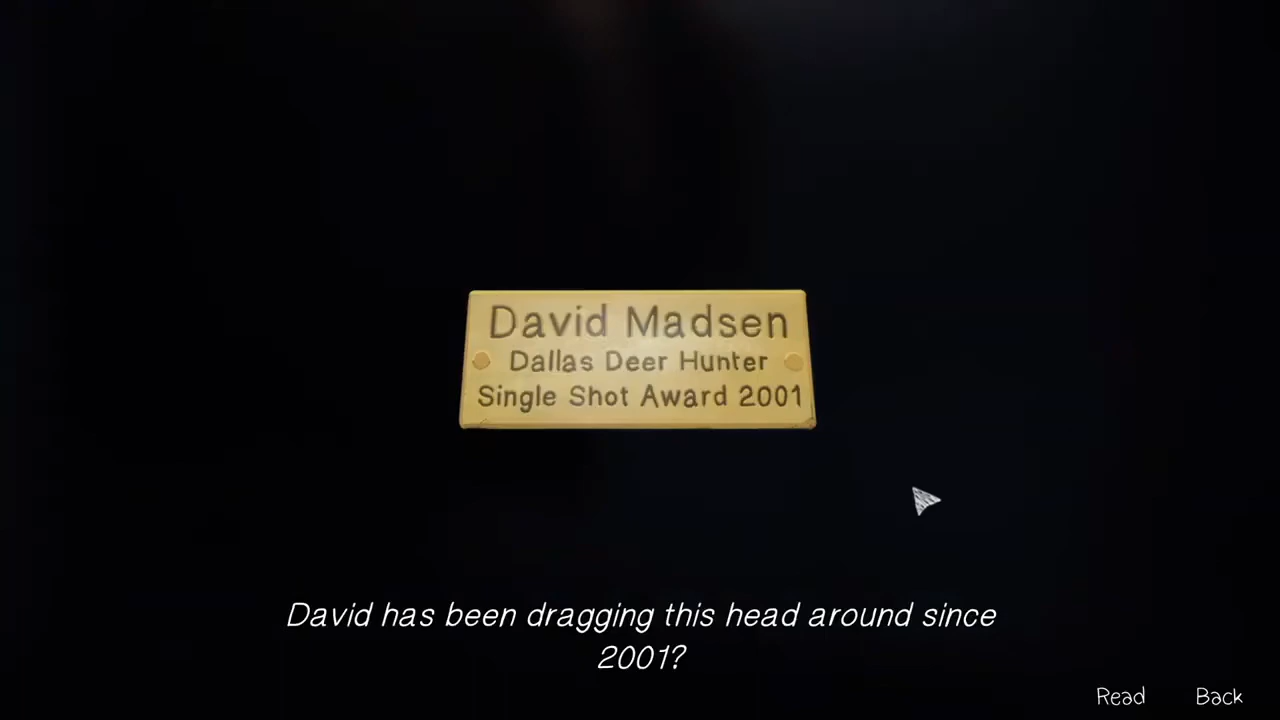 David Madsen
Dallas Deer Hunter
Single Shot Award 2001
David has been dragging this head around since
2001?
Read Back